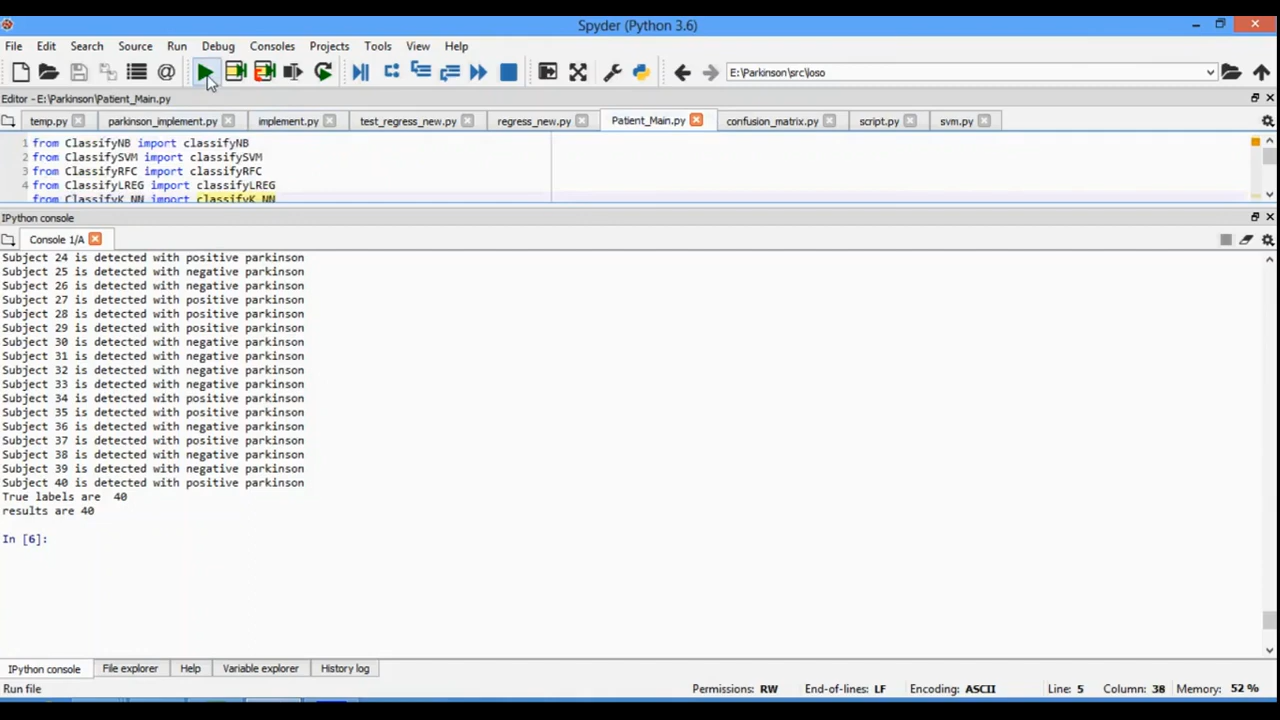 Spyder (Python 3.6)
File Edit Search Source Run Debug Consoles Projects Tools View Help
E:\Parkinson\src\loso
Editor - E:\Parkinson\Patient_Main.py
temp.py parkinson_implement.py implement.py test_regress_new.py regress_new.py Patient_Main.py confusion_matrix.py script.py svm.py
1 from ClassifyNB import classifyNB
2 from ClassifySVM import classifySVM
3 from ClassifyRFC import classifyRFC
4 from ClassifyLREG import classifyLREG
from ClassifyK_NN import classifyK_NN
IPython console
Console 1/A
Subject 24 is detected with positive parkinson
Subject 25 is detected with negative parkinson
Subject 26 is detected with negative parkinson
Subject 27 is detected with positive parkinson
Subject 28 is detected with positive parkinson
Subject 29 is detected with positive parkinson
Subject 30 is detected with negative parkinson
Subject 31 is detected with negative parkinson
Subject 32 is detected with negative parkinson
Subject 33 is detected with negative parkinson
Subject 34 is detected with positive parkinson
Subject 35 is detected with positive parkinson
Subject 36 is detected with negative parkinson
Subject 37 is detected with positive parkinson
Subject 38 is detected with negative parkinson
Subject 39 is detected with negative parkinson
Subject 40 is detected with positive parkinson
True labels are  40
results are 40
In [6]:
IPython console File explorer Help Variable explorer History log
Run file Permissions: RW End-of-lines: LF Encoding: ASCII Line: 5 Column: 38 Memory: 52 %